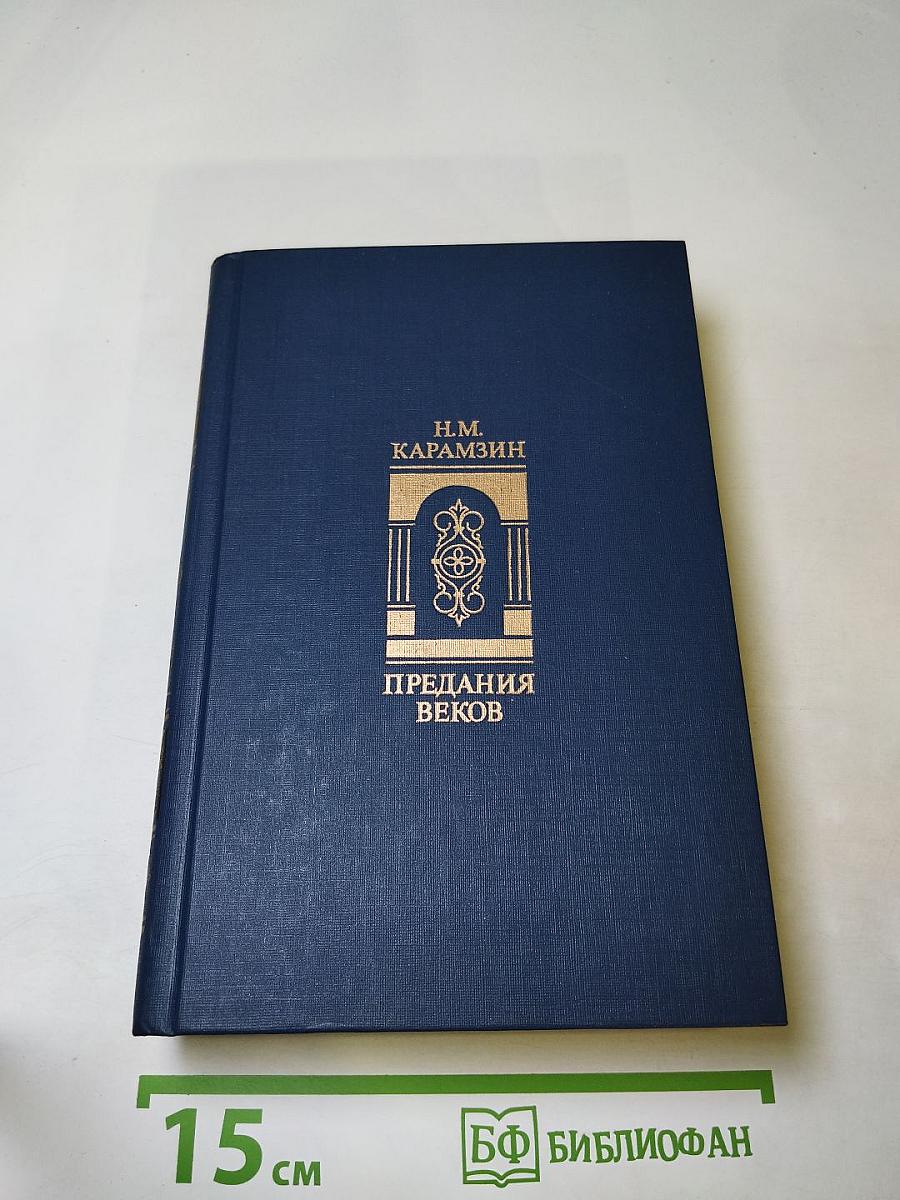 Н.М.
КАРАМЗИН
ПРЕДАНИЯ
ВЕКОВ
15 см
БФ БИБЛИОФАН